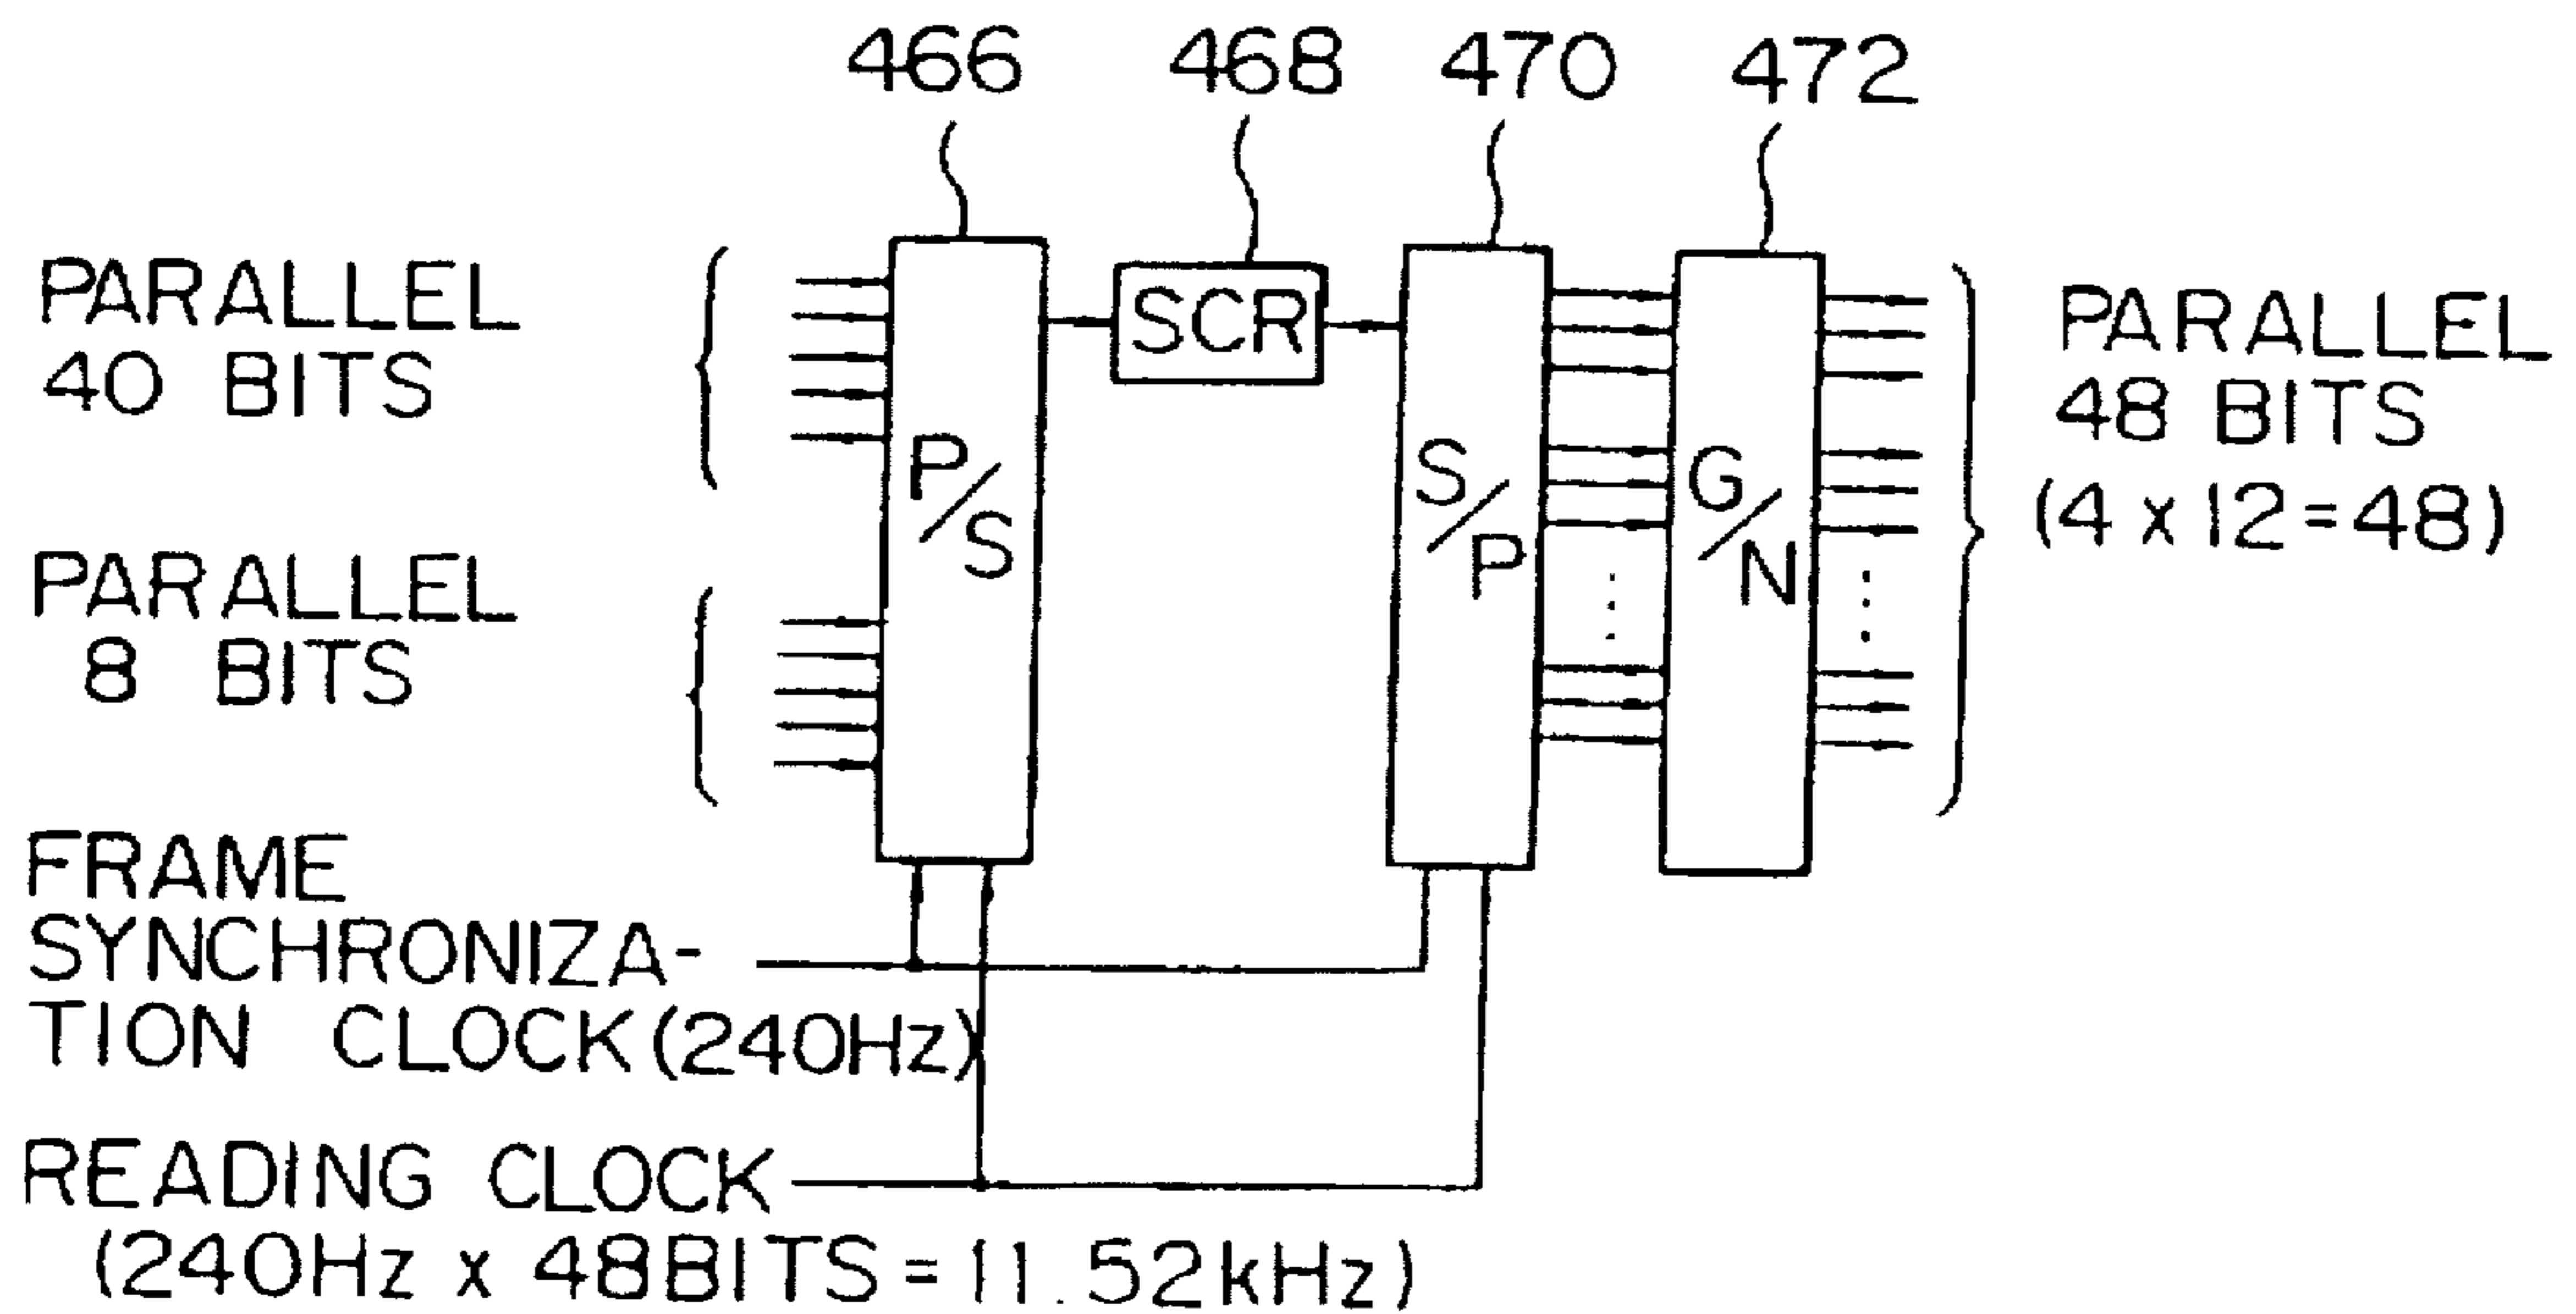 466
468
470
472
PARALLEL
40 BITS
PARALLEL
8 BITS
P/S
SCR
S/P
G/N
PARALLEL
48 BITS
(4 x 12 = 48)
FRAME
SYNCHRONIZA-
TION CLOCK (240Hz)
READING CLOCK
(240Hz x 48BITS = 11.52kHz)